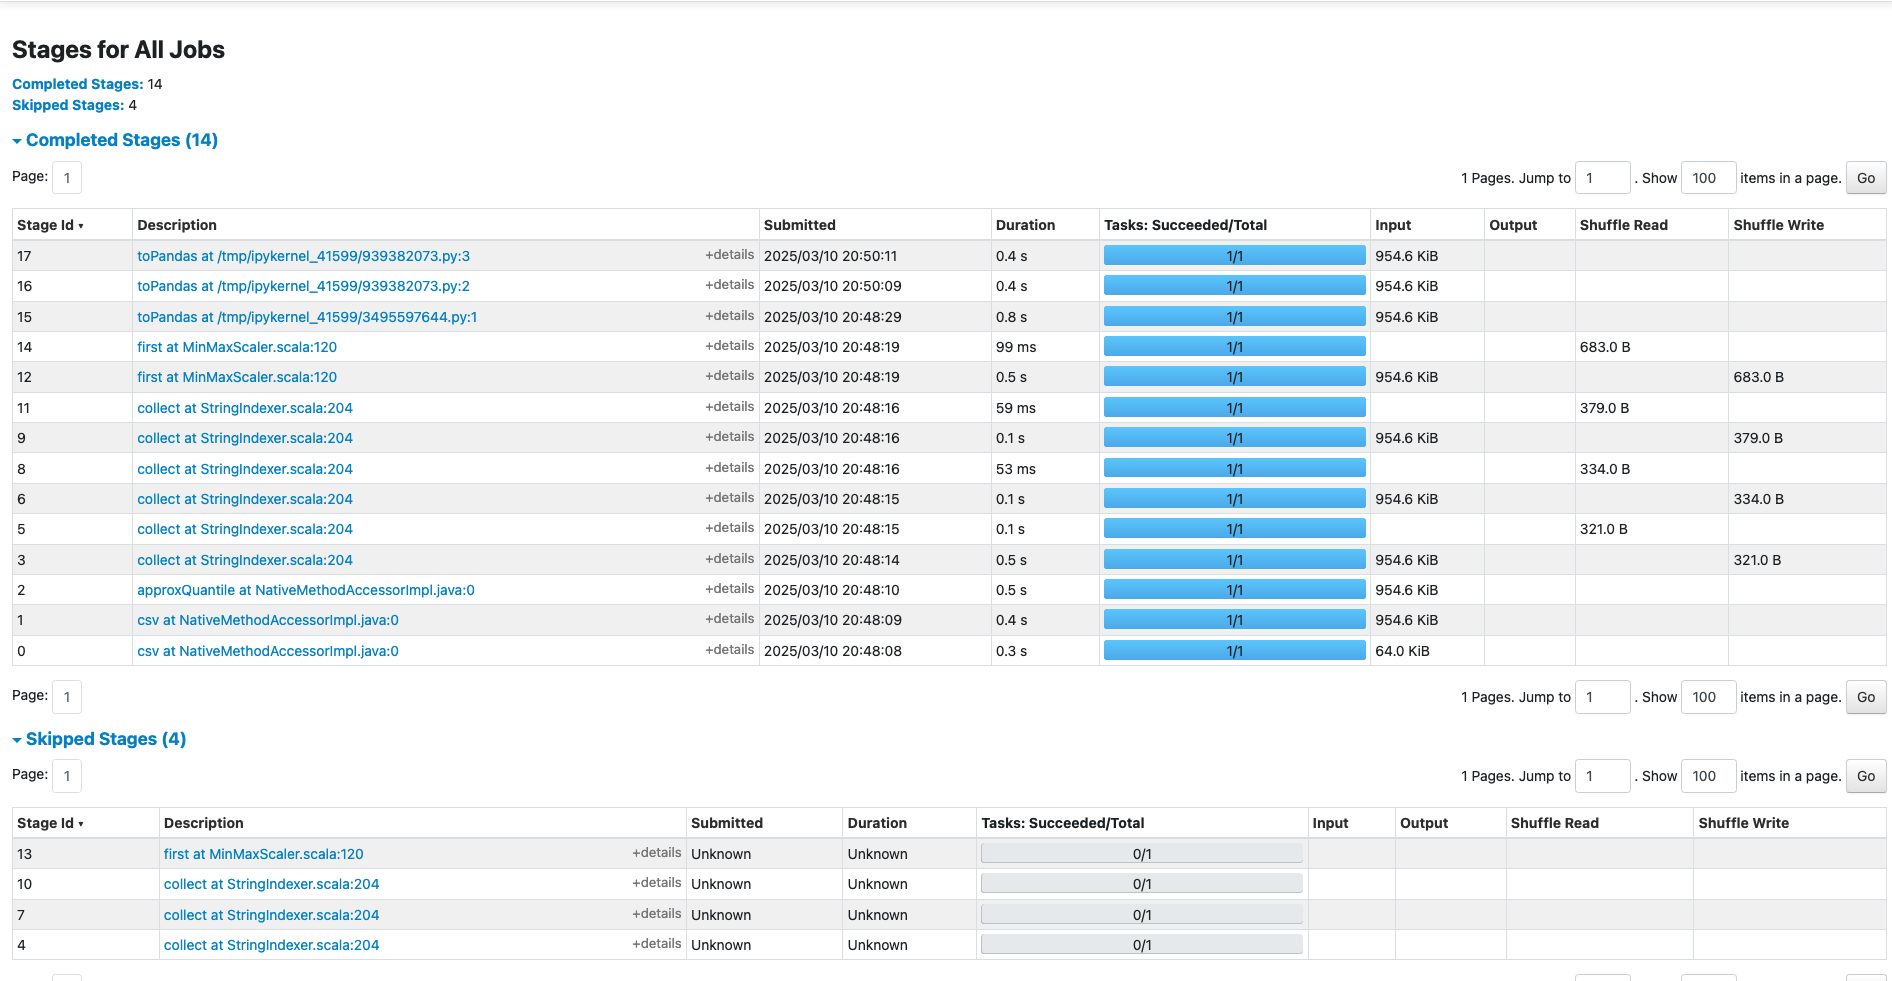 Stages for All Jobs
Completed Stages: 14
Skipped Stages: 4
Completed Stages (14)
Page: 1 1 Pages. Jump to 1 . Show 100 items in a page. Go
Stage Id ▾ Description Submitted Duration Tasks: Succeeded/Total Input Output Shuffle Read Shuffle Write
17 toPandas at /tmp/ipykernel_41599/939382073.py:3 +details 2025/03/10 20:50:11 0.4 s 1/1 954.6 KiB
16 toPandas at /tmp/ipykernel_41599/939382073.py:2 +details 2025/03/10 20:50:09 0.4 s 1/1 954.6 KiB
15 toPandas at /tmp/ipykernel_41599/3495597644.py:1 +details 2025/03/10 20:48:29 0.8 s 1/1 954.6 KiB
14 first at MinMaxScaler.scala:120 +details 2025/03/10 20:48:19 99 ms 1/1 683.0 B
12 first at MinMaxScaler.scala:120 +details 2025/03/10 20:48:19 0.5 s 1/1 954.6 KiB 683.0 B
11 collect at StringIndexer.scala:204 +details 2025/03/10 20:48:16 59 ms 1/1 379.0 B
9 collect at StringIndexer.scala:204 +details 2025/03/10 20:48:16 0.1 s 1/1 954.6 KiB 379.0 B
8 collect at StringIndexer.scala:204 +details 2025/03/10 20:48:16 53 ms 1/1 334.0 B
6 collect at StringIndexer.scala:204 +details 2025/03/10 20:48:15 0.1 s 1/1 954.6 KiB 334.0 B
5 collect at StringIndexer.scala:204 +details 2025/03/10 20:48:15 0.1 s 1/1 321.0 B
3 collect at StringIndexer.scala:204 +details 2025/03/10 20:48:14 0.5 s 1/1 954.6 KiB 321.0 B
2 approxQuantile at NativeMethodAccessorImpl.java:0 +details 2025/03/10 20:48:10 0.5 s 1/1 954.6 KiB
1 csv at NativeMethodAccessorImpl.java:0 +details 2025/03/10 20:48:09 0.4 s 1/1 954.6 KiB
0 csv at NativeMethodAccessorImpl.java:0 +details 2025/03/10 20:48:08 0.3 s 1/1 64.0 KiB
Page: 1 1 Pages. Jump to 1 . Show 100 items in a page. Go
Skipped Stages (4)
Page: 1 1 Pages. Jump to 1 . Show 100 items in a page. Go
Stage Id ▾ Description Submitted Duration Tasks: Succeeded/Total Input Output Shuffle Read Shuffle Write
13 first at MinMaxScaler.scala:120 +details Unknown Unknown 0/1
10 collect at StringIndexer.scala:204 +details Unknown Unknown 0/1
7 collect at StringIndexer.scala:204 +details Unknown Unknown 0/1
4 collect at StringIndexer.scala:204 +details Unknown Unknown 0/1